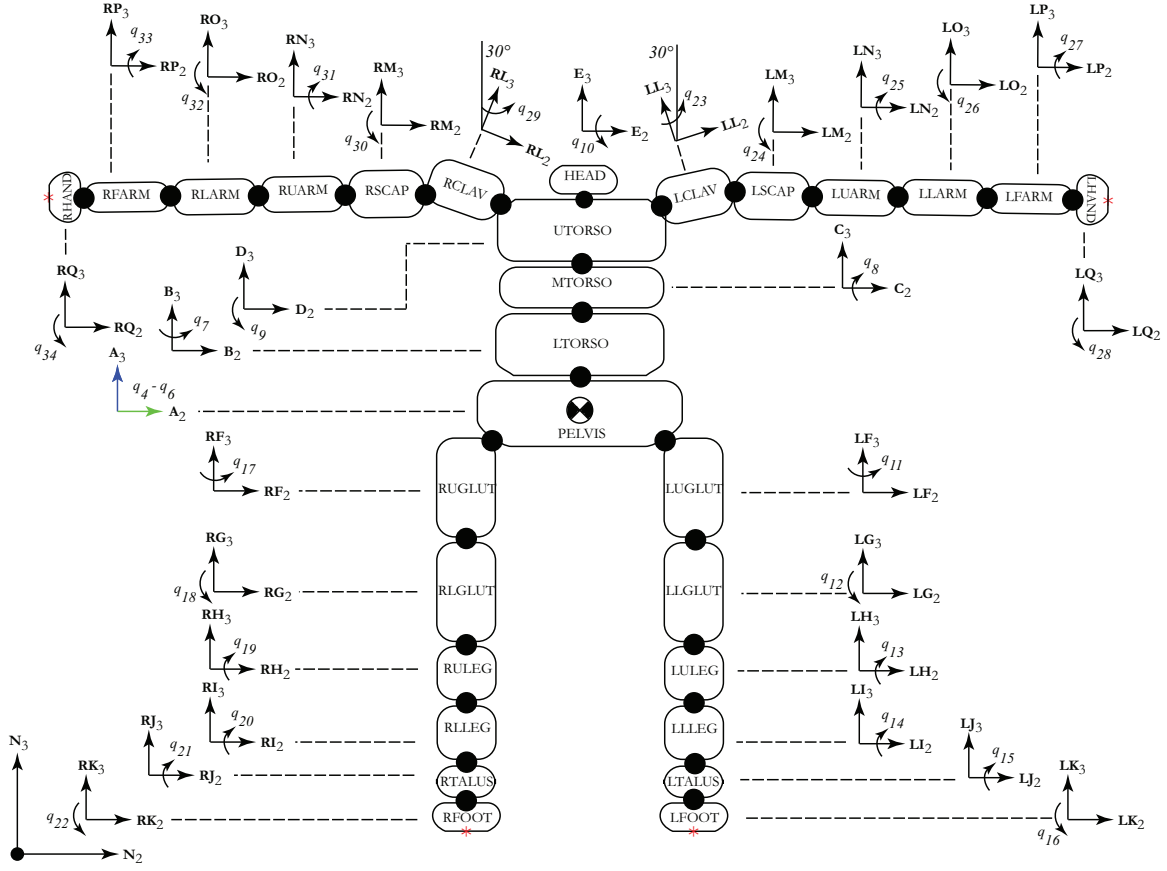 RP3
q33
RP2
RO3
RO2
q32
RN3
q31
RN2
RM3
RM2
q30
30°
RL3
q29
RL2
E3
E2
q10
30°
LL3
q23
LL2
LM3
LM2
q24
LN3
q25
LN2
LO3
LO2
q26
LP3
q27
LP2
RHAND
RFARM
RLARM
RUARM
RSCAP
RCLAV
HEAD
LCLAV
LSCAP
LUARM
LLARM
LFARM
LHAND
*
*
UTORSO
MTORSO
LTORSO
PELVIS
RQ3
RQ2
q34
D3
D2
q9
B3
q7
B2
A3
q4-q6
A2
C3
q8
C2
LQ3
LQ2
q28
RF3
q17
RF2
RUGLUT
LUGLUT
LF3
q11
LF2
RG3
q18
RG2
RLGLUT
LLGLUT
LG3
q12
LG2
RH3
q19
RH2
RULEG
LULEG
LH3
q13
LH2
RI3
q20
RI2
RLLEG
LLLEG
LI3
q14
LI2
RJ3
q21
RJ2
RTALUS
LTALUS
LJ3
q15
LJ2
RK3
q22
RK2
RFOOT
LFOOT
*
*
LK3
q16
LK2
N3
N2